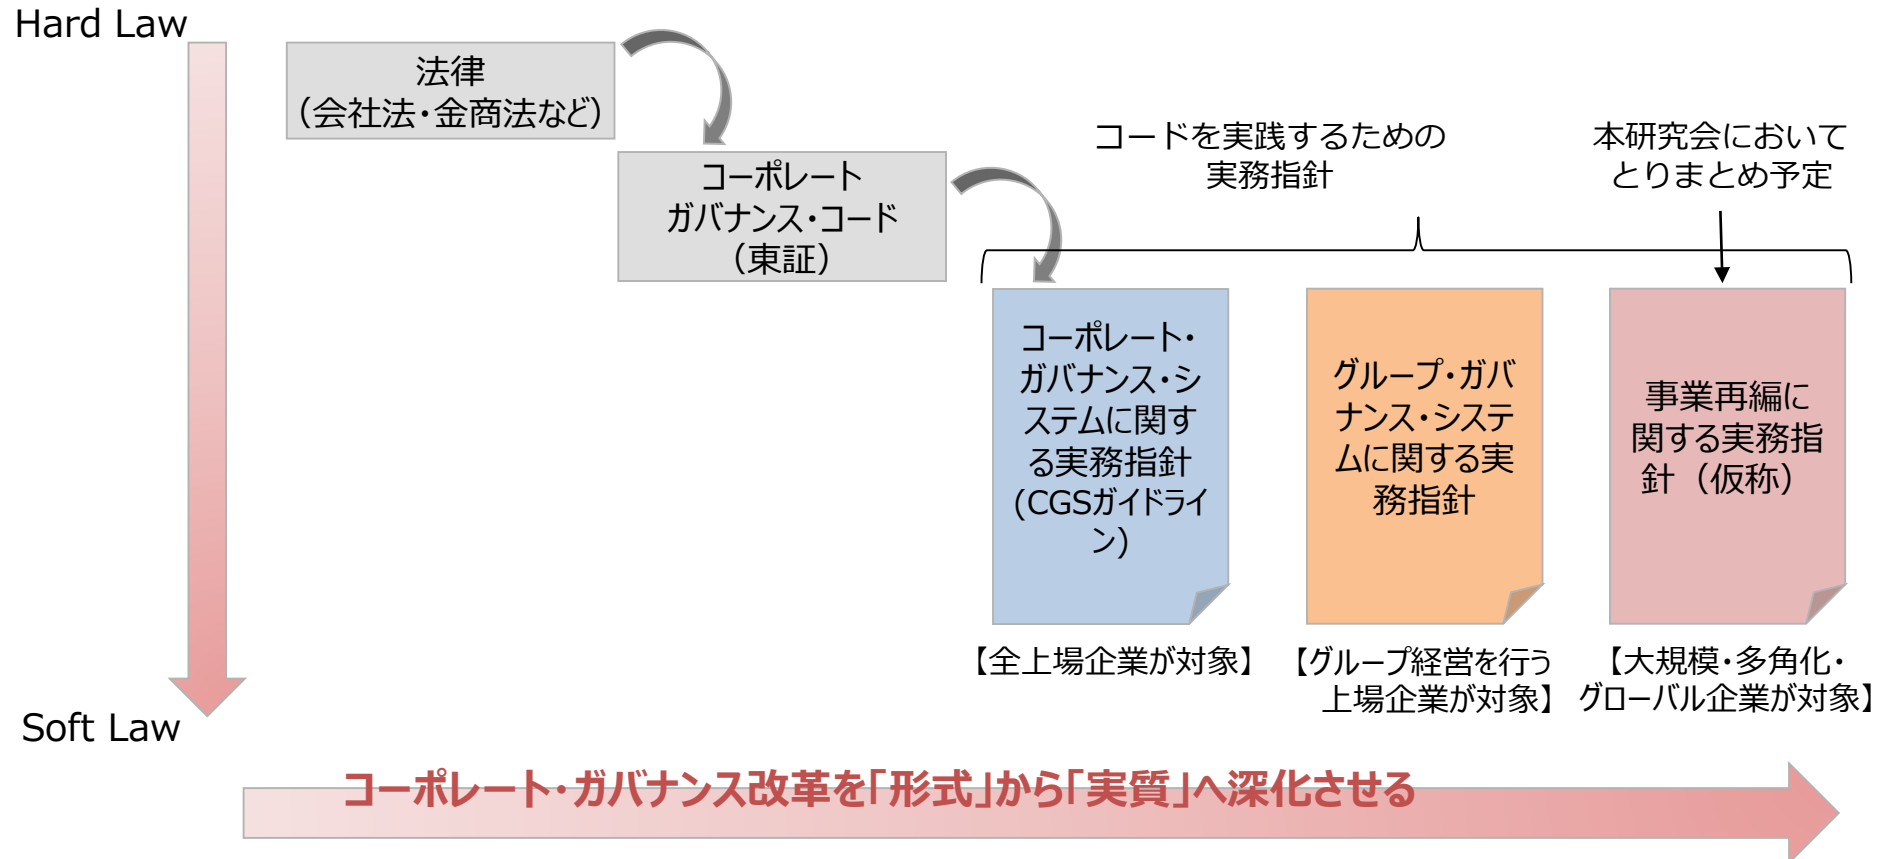 Hard Law
法律
（会社法・金商法など）
コーポレート
ガバナンス・コード
（東証）
コードを実践するための
実務指針
本研究会において
とりまとめ予定
コーポレート・
ガバナンス・シ
ステムに関す
る実務指針
(CGSガイドライ
ン)
グループ・ガバ
ナンス・システ
ムに関する実
務指針
事業再編に
関する実務指
針（仮称）
【全上場企業が対象】
【グループ経営を行う
上場企業が対象】
【大規模・多角化・
グローバル企業が対象】
Soft Law
コーポレート・ガバナンス改革を「形式」から「実質」へ深化させる